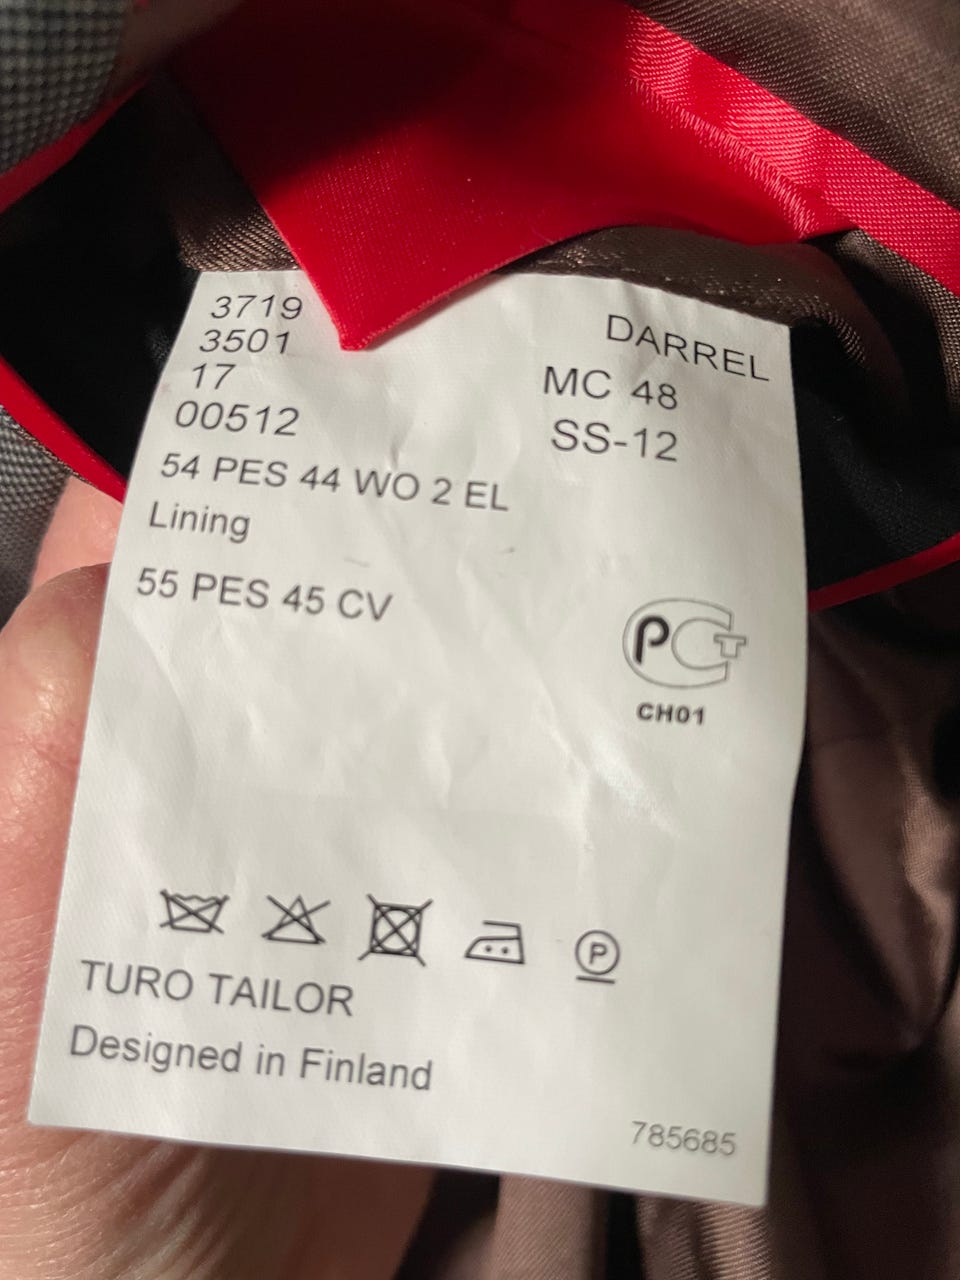 3719
3501
17
00512
DARREL
MC 48
SS-12
54 PES 44 WO 2 EL
Lining
55 PES 45 CV
РСТ
CH01
P
TURO TAILOR
Designed in Finland
785685